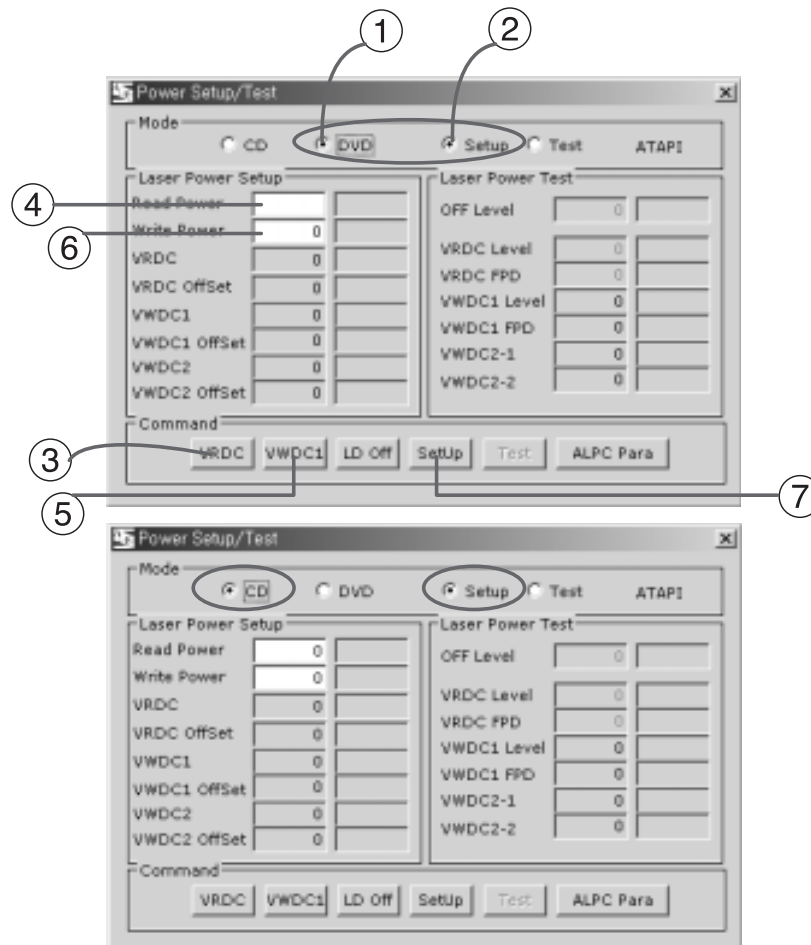 ① ②
Power Setup/Test
Mode
CD DVD Setup Test ATAPI
Laser Power Setup
④ Read Power
⑥ Write Power 0
VRDC 0
VRDC OffSet 0
VWDC1 0
VWDC1 OffSet 0
VWDC2 0
VWDC2 OffSet 0
Laser Power Test
OFF Level 0
VRDC Level 0
VRDC FPD 0
VWDC1 Level 0
VWDC1 FPD 0
VWDC2-1 0
VWDC2-2 0
Command
③ VRDC VWDC1 LD Off SetUp Test ALPC Para
⑤ ⑦
Power Setup/Test
Mode
CD DVD Setup Test ATAPI
Laser Power Setup
Read Power 0
Write Power 0
VRDC 0
VRDC OffSet 0
VWDC1 0
VWDC1 OffSet 0
VWDC2 0
VWDC2 OffSet 0
Laser Power Test
OFF Level 0
VRDC Level 0
VRDC FPD 0
VWDC1 Level 0
VWDC1 FPD 0
VWDC2-1 0
VWDC2-2 0
Command
VRDC VWDC1 LD Off SetUp Test ALPC Para